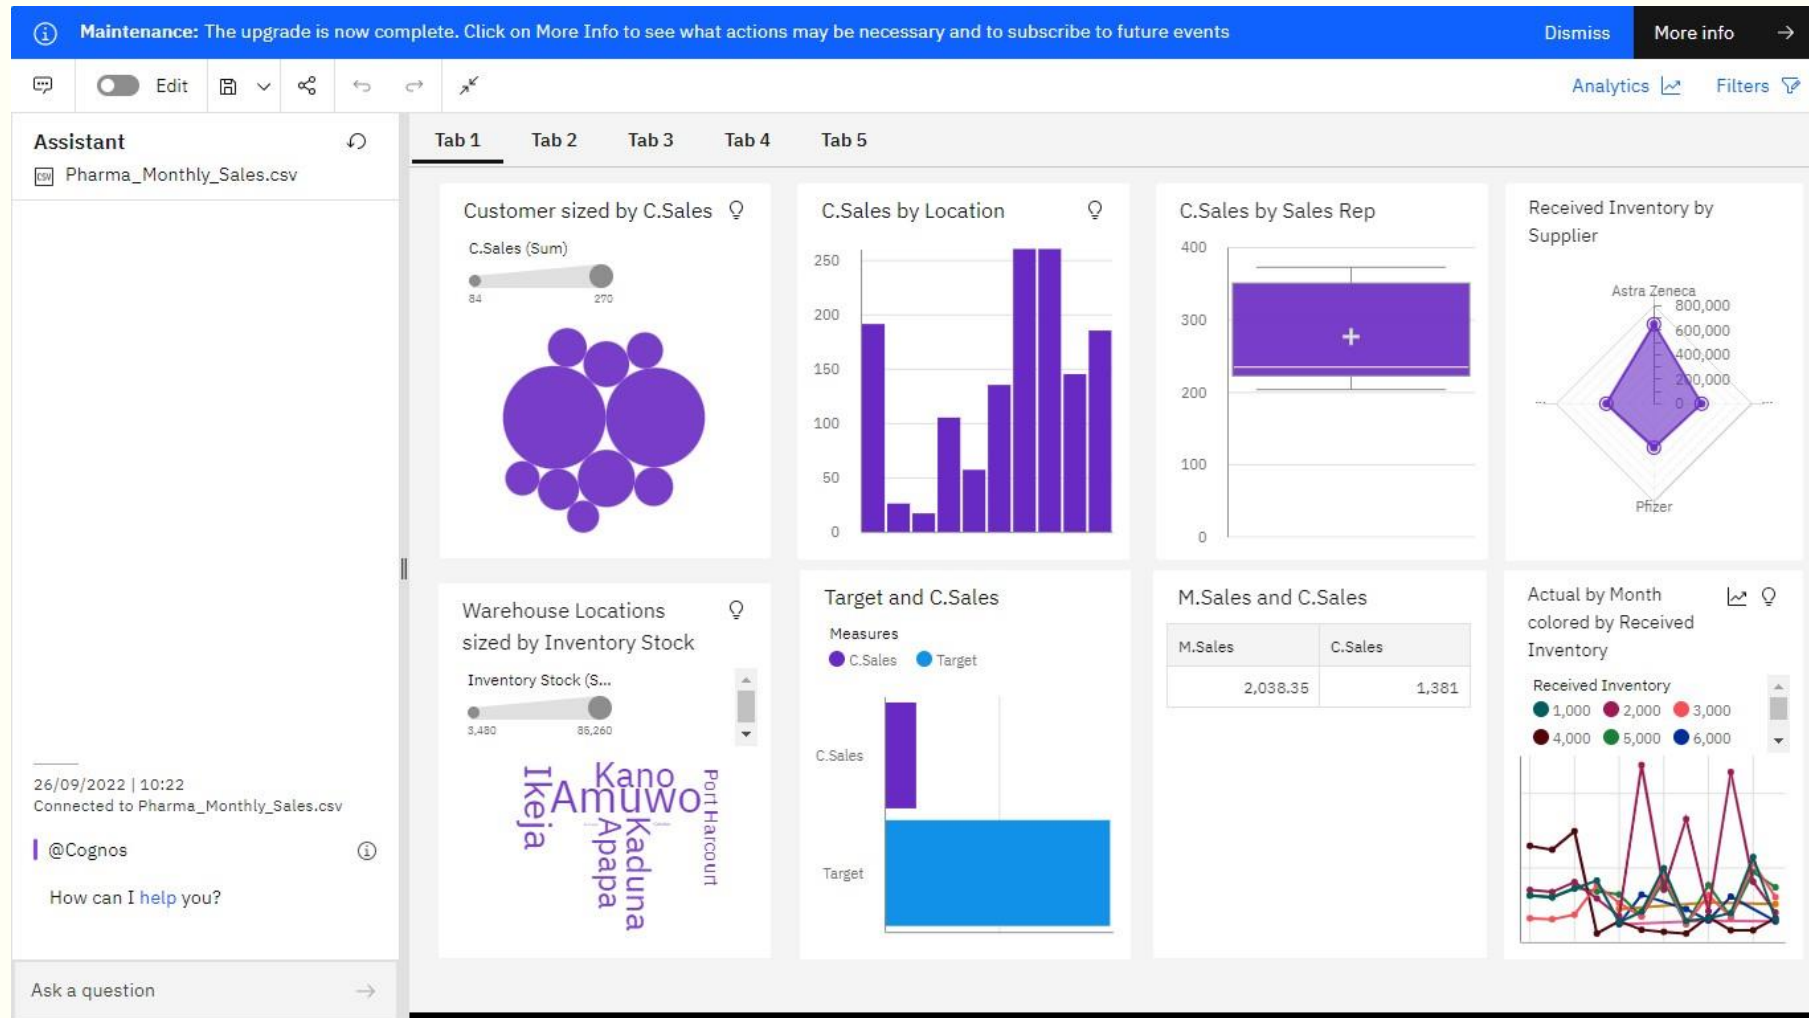 Maintenance: The upgrade is now complete. Click on More Info to see what actions may be necessary and to subscribe to future events
Dismiss
More info
Edit
Analytics
Filters
Assistant
CSV
Pharma_Monthly_Sales.csv
26/09/2022 | 10:22
Connected to Pharma_Monthly_Sales.csv
@Cognos
How can I help you?
Ask a question
Tab 1
Tab 2
Tab 3
Tab 4
Tab 5
Customer sized by C.Sales
C.Sales (Sum)
84
270
C.Sales by Location
250
200
150
100
50
0
C.Sales by Sales Rep
400
300
200
100
0
Received Inventory by
Supplier
Astra Zeneca
800,000
600,000
400,000
200,000
0
...
...
Pfizer
Warehouse Locations
sized by Inventory Stock
Inventory Stock (S...
3,480
86,260
Ikeja
Kano
Amuwo
Apapa
Kaduna
Port Harcourt
Target and C.Sales
Measures
C.Sales
Target
C.Sales
Target
M.Sales and C.Sales
M.Sales
C.Sales
2,038.35
1,381
Actual by Month
colored by Received
Inventory
Received Inventory
1,000
2,000
3,000
4,000
5,000
6,000